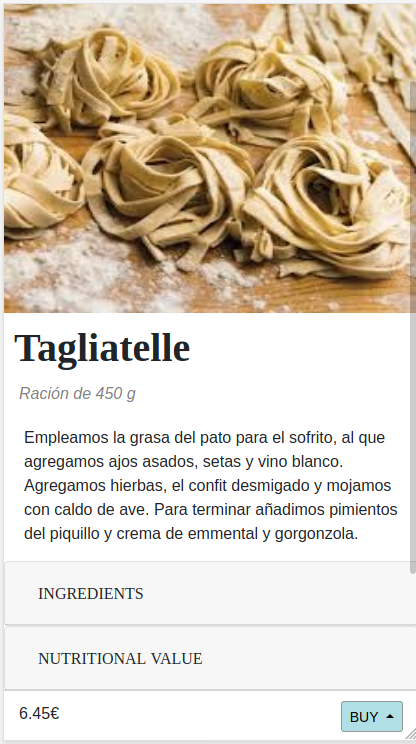 Tagliatelle
Ración de 450 g
Empleamos la grasa del pato para el sofrito, al que
agregamos ajos asados, setas y vino blanco.
Agregamos hierbas, el confit desmigado y mojamos
con caldo de ave. Para terminar añadimos pimientos
del piquillo y crema de emmental y gorgonzola.
INGREDIENTS
NUTRITIONAL VALUE
6.45€
BUY